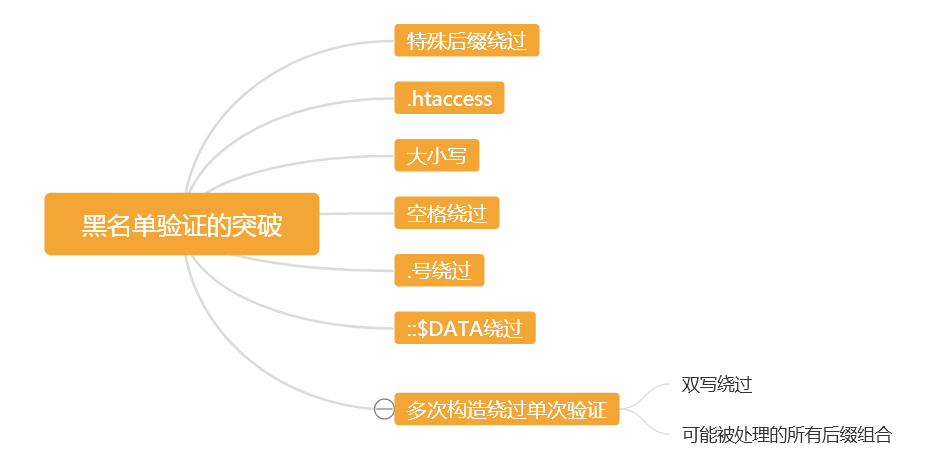 特殊后缀绕过
.htaccess
大小写
黑名单验证的突破
空格绕过
.号绕过
::$DATA绕过
多次构造绕过单次验证
双写绕过
可能被处理的所有后缀组合